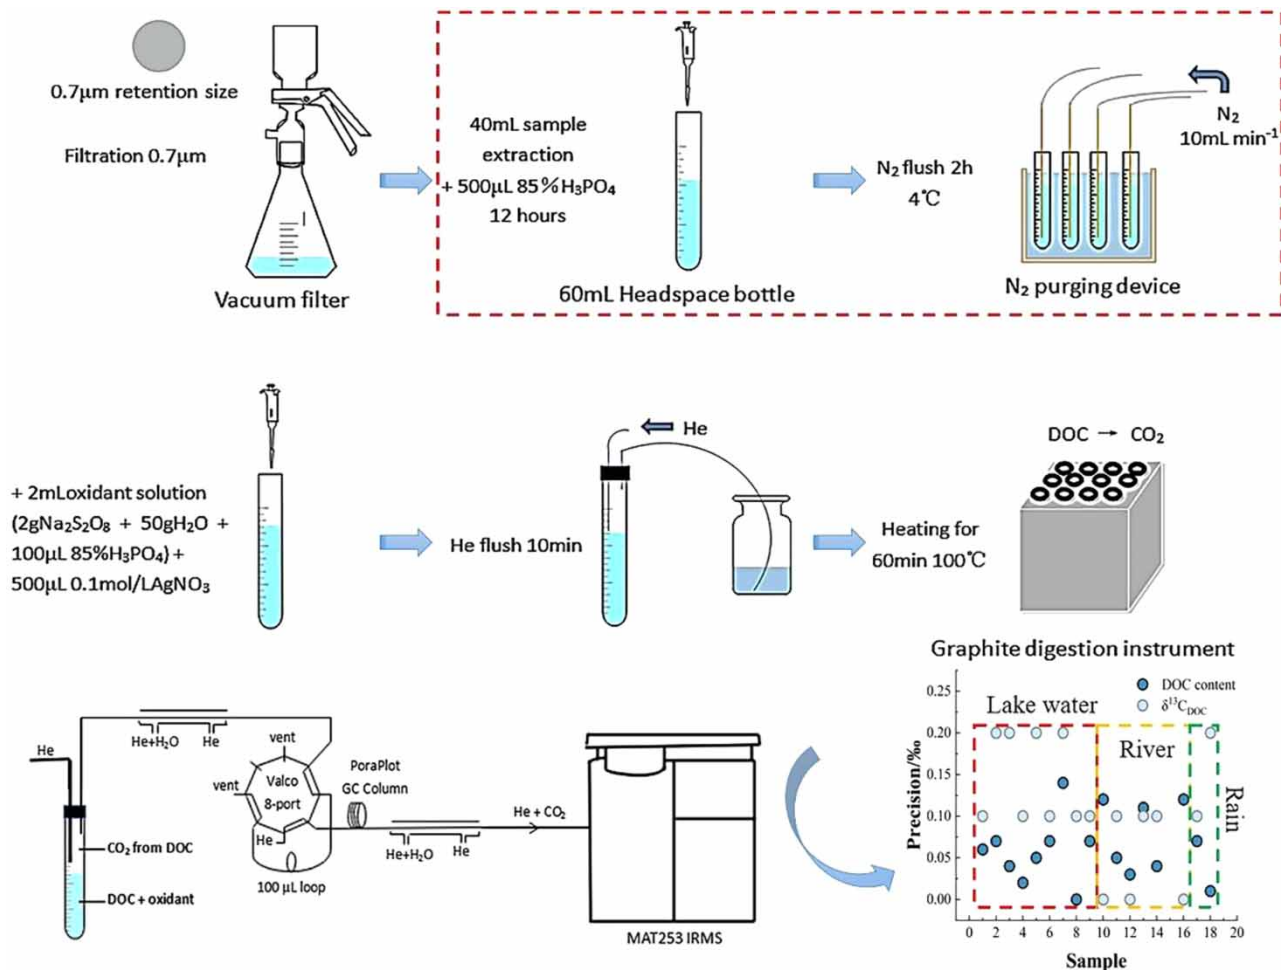 0.7μm retention size
Filtration 0.7μm
Vacuum filter
40mL sample
extraction
+ 500μL 85%H₃PO₄
12 hours
60mL Headspace bottle
N₂ flush 2h
4℃
N₂
10mL min⁻¹
N₂ purging device
+ 2mLoxidant solution
(2gNa₂S₂O₈ + 50gH₂O +
100μL 85%H₃PO₄) +
500μL 0.1mol/LAgNO₃
He flush 10min
He
Heating for
60min 100℃
DOC → CO₂
Graphite digestion instrument
He
He+H₂O
He
CO₂ from DOC
DOC + oxidant
vent
vent
Valco
8-port
He
100 μL loop
PoraPlot
GC Column
He+H₂O
He
He + CO₂
MAT253 IRMS
DOC content
δ¹³C_DOC
Lake water
River
Rain
Precision/‰
0.25
0.20
0.15
0.10
0.05
0.00
0 2 4 6 8 10 12 14 16 18 20
Sample